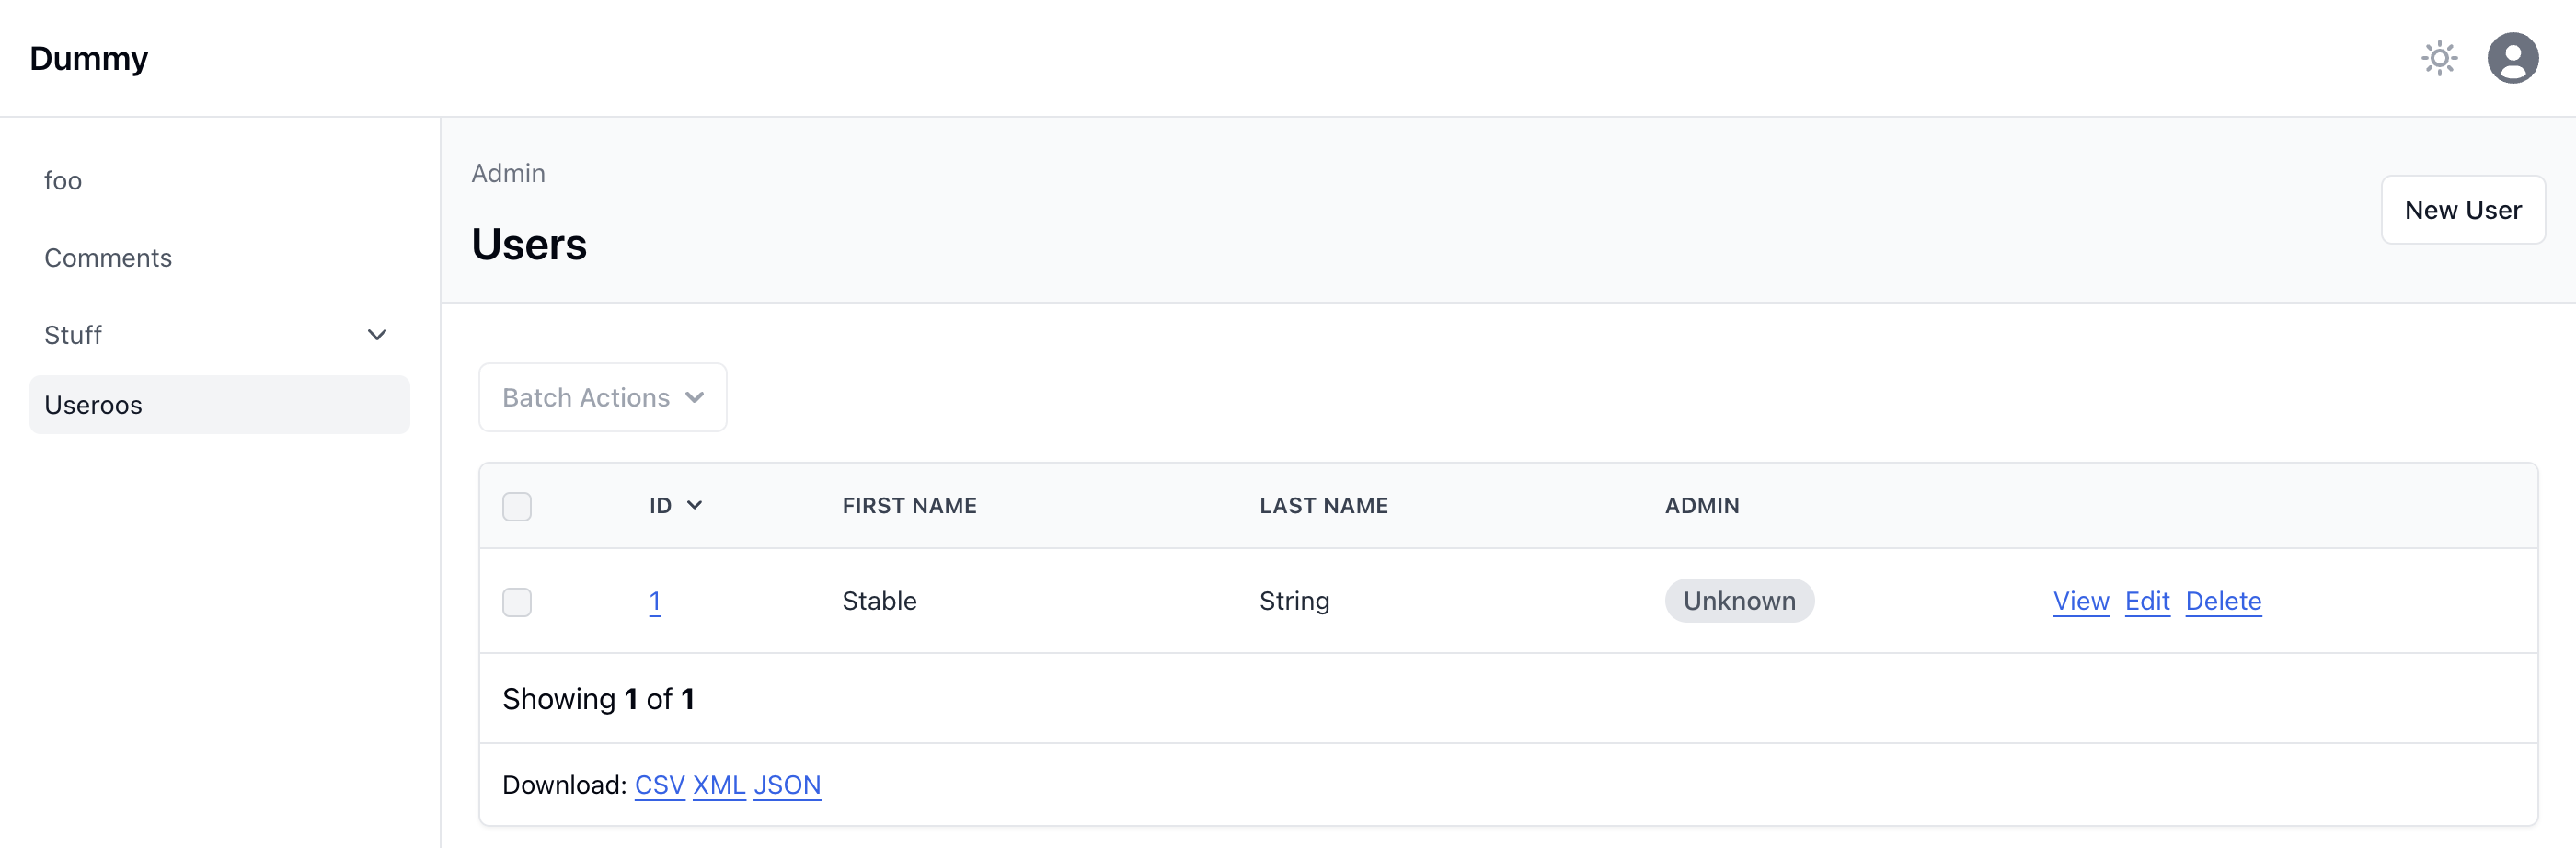 Dummy
foo
Comments
Stuff
Useroos
Admin
Users
New User
Batch Actions
ID FIRST NAME LAST NAME ADMIN
1 Stable String Unknown View Edit Delete
Showing 1 of 1
Download: CSV XML JSON